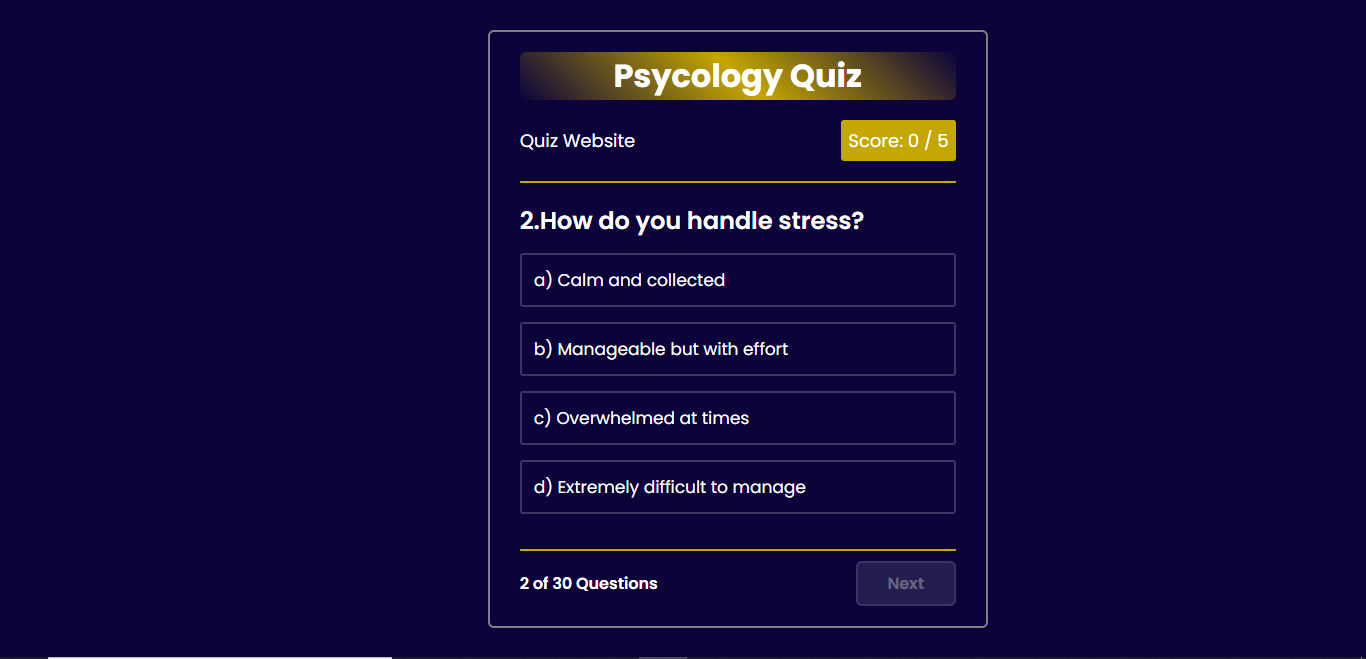 Psycology Quiz
Quiz Website
Score: 0 / 5
2.How do you handle stress?
a) Calm and collected
b) Manageable but with effort
c) Overwhelmed at times
d) Extremely difficult to manage
2 of 30 Questions
Next